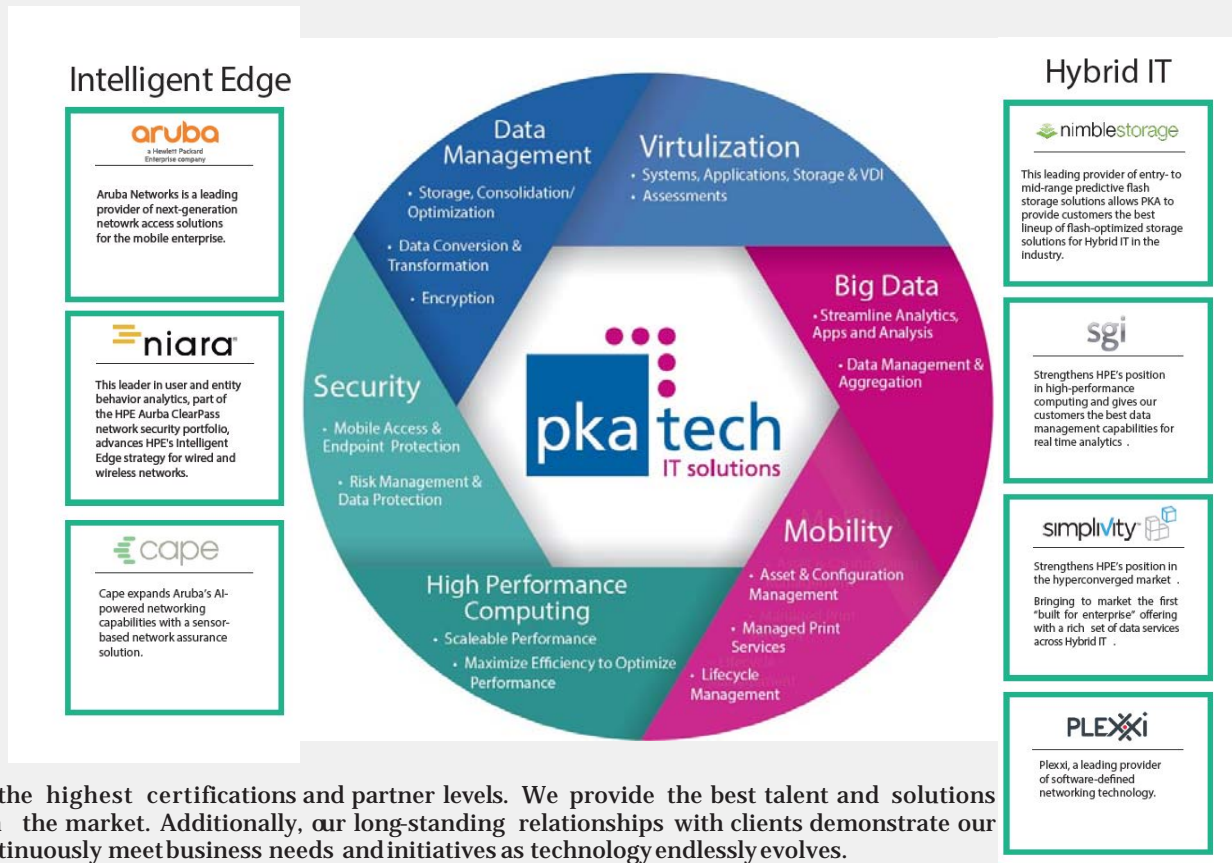 Intelligent Edge
aruba
a Hewlett Packard
Enterprise company
Aruba Networks is a leading
provider of next-generation
netowrk access solutions
for the mobile enterprise.
niara
This leader in user and entity
behavior analytics, part of
the HPE Aurba ClearPass
network security portfolio,
advances HPE's Intelligent
Edge strategy for wired and
wireless networks.
cape
Cape expands Aruba's AI-
powered networking
capabilities with a sensor-
based network assurance
solution.
Data
Management
• Storage, Consolidation/
Optimization
• Data Conversion &
Transformation
• Encryption
Virtulization
• Systems, Applications, Storage & VDI
• Assessments
Big Data
• Streamline Analytics,
Apps and Analysis
• Data Management &
Aggregation
Security
• Mobile Access &
Endpoint Protection
• Risk Management &
Data Protection
pka tech
IT solutions
Mobility
• Asset & Configuration
Management
• Managed Print
Services
• Lifecycle
Management
High Performance
Computing
• Scaleable Performance
• Maximize Efficiency to Optimize
Performance
Hybrid IT
nimblestorage
This leading provider of entry- to
mid-range predictive flash
storage solutions allows PKA to
provide customers the best
lineup of flash-optimized storage
solutions for Hybrid IT in the
industry.
sgi
Strengthens HPE's position
in high-performance
computing and gives our
customers the best data
management capabilities for
real time analytics .
simplivity
Strengthens HPE's position in
the hyperconverged market .
Bringing to market the first
"built for enterprise" offering
with a rich set of data services
across Hybrid IT .
PLEXXi
Plexxi, a leading provider
of software-defined
networking technology.
the highest certifications and partner levels. We provide the best talent and solutions
the market. Additionally, our long-standing relationships with clients demonstrate our
meet business needs and initiatives as technology endlessly evolves.